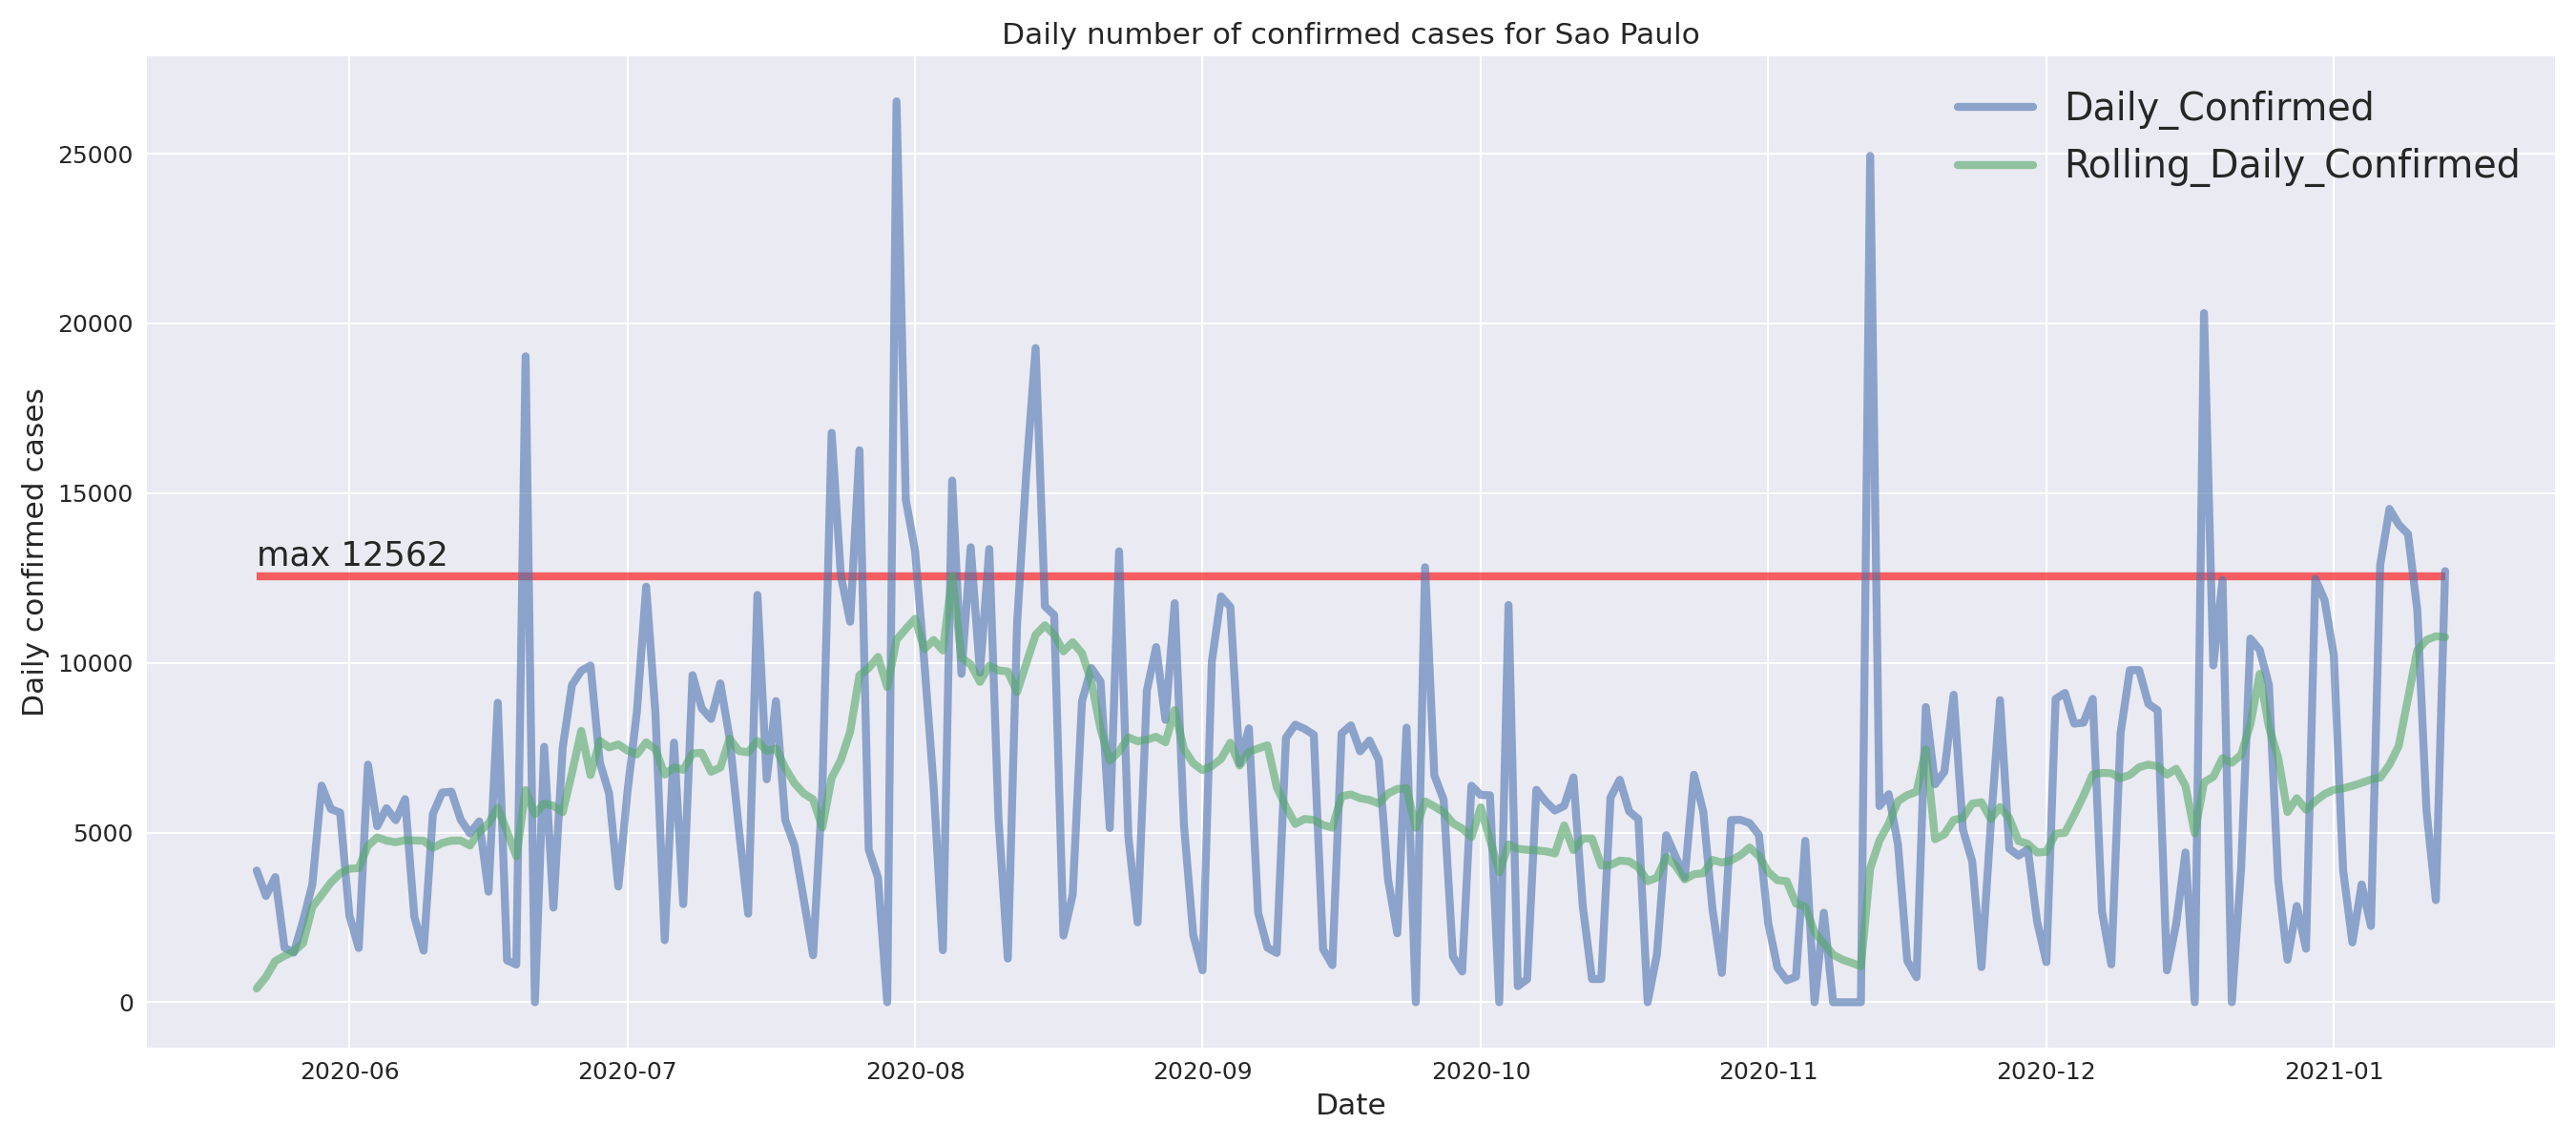 Daily number of confirmed cases for Sao Paulo
Daily_Confirmed
Rolling_Daily_Confirmed
25000
20000
15000
10000
5000
0
Daily confirmed cases
max 12562
2020-06 2020-07 2020-08 2020-09 2020-10 2020-11 2020-12 2021-01
Date